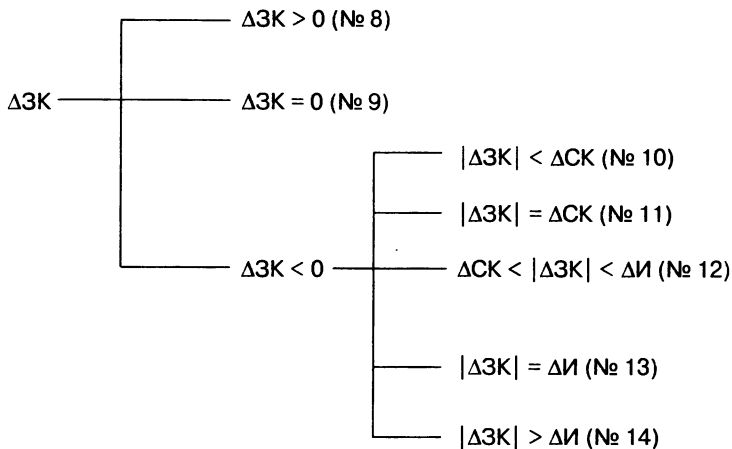 ΔЗК > 0 (№ 8)
ΔЗК
ΔЗК = 0 (№ 9)
|ΔЗК| < ΔСК (№ 10)
|ΔЗК| = ΔСК (№ 11)
ΔЗК < 0
ΔСК < |ΔЗК| < ΔИ (№ 12)
|ΔЗК| = ΔИ (№ 13)
|ΔЗК| > ΔИ (№ 14)